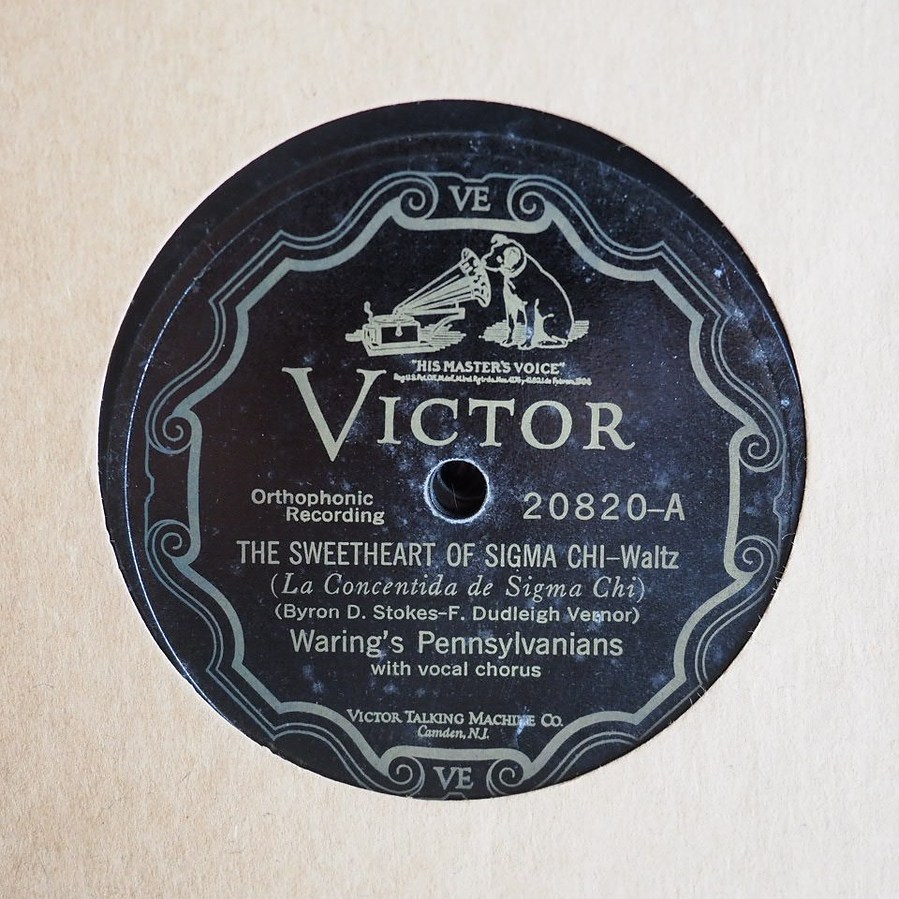 VE
"HIS MASTER'S VOICE"
VICTOR
Orthophonic
Recording
20820-A
THE SWEETHEART OF SIGMA CHI-Waltz
(La Concentida de Sigma Chi)
(Byron D. Stokes-F. Dudleigh Vernor)
Waring's Pennsylvanians
with vocal chorus
VICTOR TALKING MACHINE CO.
Camden, N.J.
VE